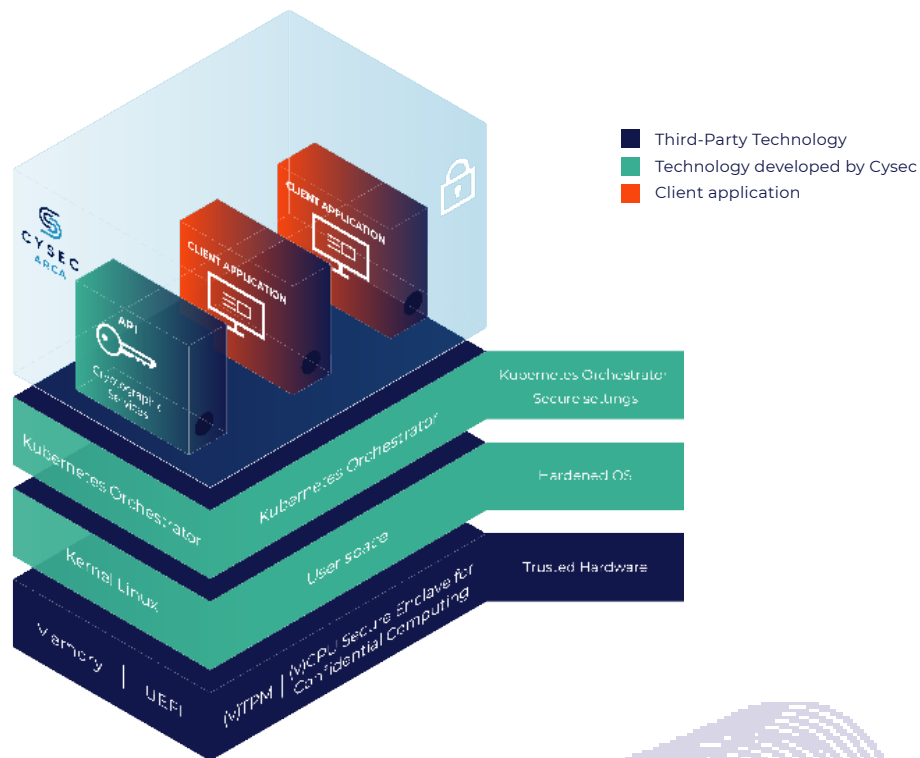 Third-Party Technology
Technology developed by Cysec
Client application
CYSEC
ARCA
CLIENT APPLICATION
CLIENT APPLICATION
API
Cryptographic
Services
Kubernetes Orchestrator
Kubernetes Orchestrator
Kubernetes Orchestrator
Secure settings
Kernel Linux
User space
Hardened OS
Memory | UEFI
(v)TPM | (v)CPU Secure Enclave for
Confidential Computing
Trusted Hardware